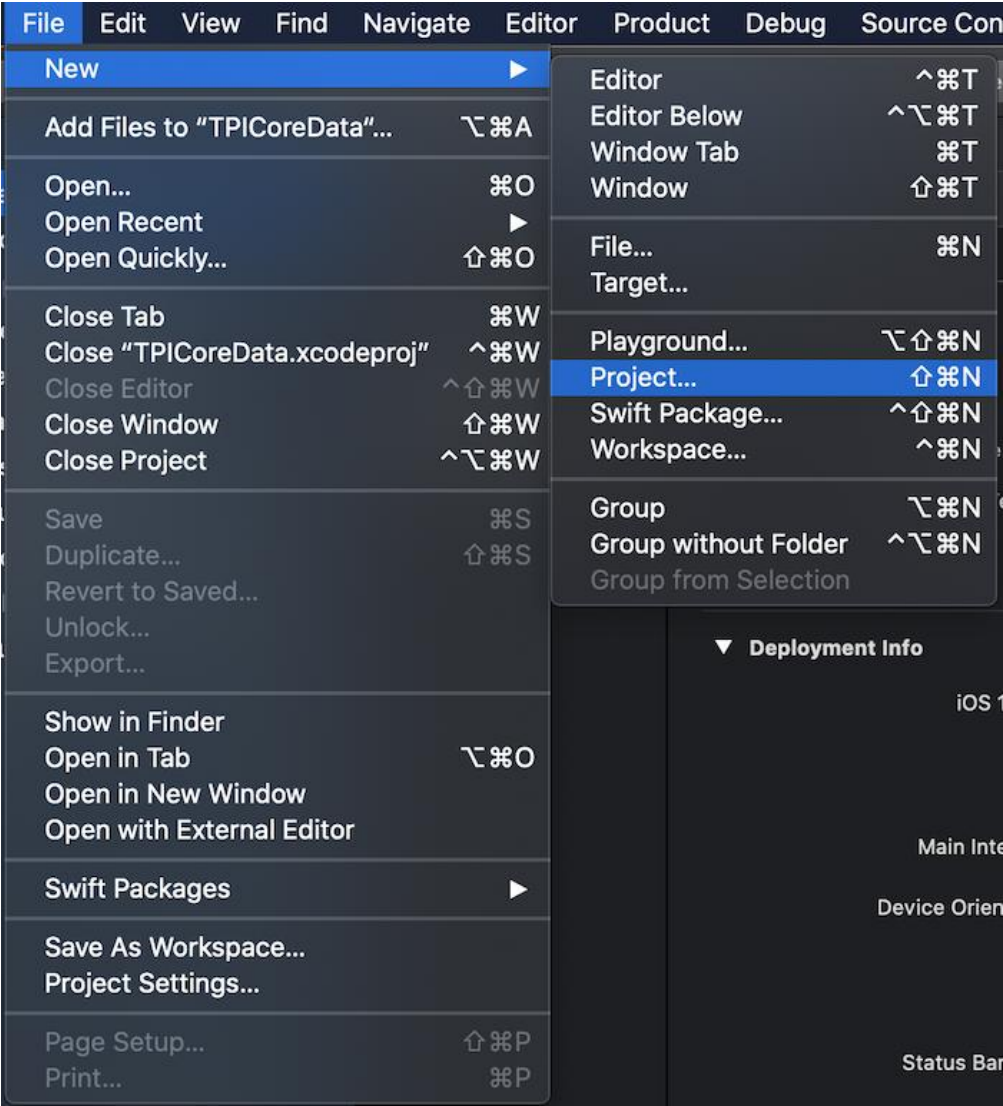 File Edit View Find Navigate Editor Product Debug Source Con
New ▶
Add Files to “TPICoreData”... ⌥⌘A
Open... ⌘O
Open Recent ▶
Open Quickly... ⇧⌘O
Close Tab ⌘W
Close “TPICoreData.xcodeproj” ^⌘W
Close Editor ^⇧⌘W
Close Window ⇧⌘W
Close Project ^⌥⌘W
Save ⌘S
Duplicate... ⇧⌘S
Revert to Saved...
Unlock...
Export...
Show in Finder
Open in Tab ⌥⌘O
Open in New Window
Open with External Editor
Swift Packages ▶
Save As Workspace...
Project Settings...
Page Setup... ⇧⌘P
Print... ⌘P
Editor ^⌘T
Editor Below ^⌥⌘T
Window Tab ⌘T
Window ⇧⌘T
File... ⌘N
Target...
Playground... ⌥⇧⌘N
Project... ⇧⌘N
Swift Package... ^⇧⌘N
Workspace... ^⌘N
Group ⌥⌘N
Group without Folder ^⌥⌘N
Group from Selection
▼ Deployment Info
iOS 1
Main Inte
Device Orien
Status Bar